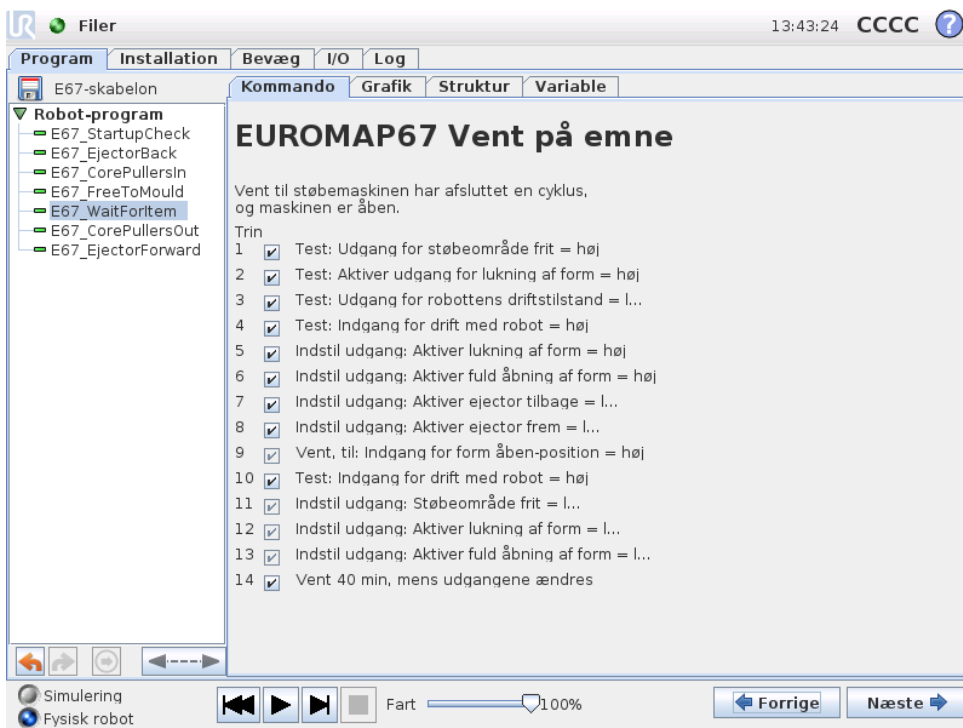 UR Filer 13:43:24 CCCC ?
Program Installation Bevæg I/O Log
E67-skabelon
Robot-program
E67_StartupCheck
E67_EjectorBack
E67_CorePullersIn
E67_FreeToMould
E67_WaitForItem
E67_CorePullersOut
E67_EjectorForward
Kommando Grafik Struktur Variable
EUROMAP67 Vent på emne
Vent til støbemaskinen har afsluttet en cyklus,
og maskinen er åben.
Trin
1 Test: Udgang for støbeområde frit = høj
2 Test: Aktiver udgang for lukning af form = høj
3 Test: Udgang for robottens driftstilstand = l...
4 Test: Indgang for drift med robot = høj
5 Indstil udgang: Aktiver lukning af form = høj
6 Indstil udgang: Aktiver fuld åbning af form = høj
7 Indstil udgang: Aktiver ejector tilbage = l...
8 Indstil udgang: Aktiver ejector frem = l...
9 Vent, til: Indgang for form åben-position = høj
10 Test: Indgang for drift med robot = høj
11 Indstil udgang: Støbeområde frit = l...
12 Indstil udgang: Aktiver lukning af form = l...
13 Indstil udgang: Aktiver fuld åbning af form = l...
14 Vent 40 min, mens udgangene ændres
Simulering
Fysisk robot
Fart 100%
Forrige Næste